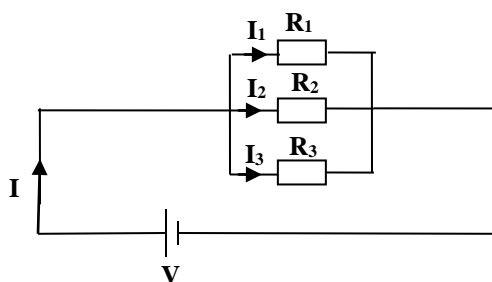 I₁ R₁
I₂ R₂
I₃ R₃
I
V